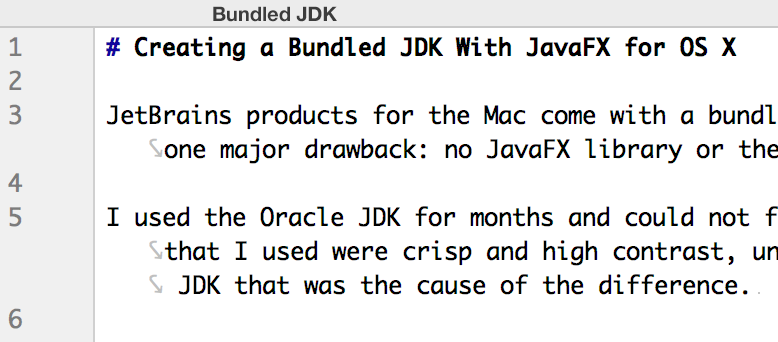 Bundled JDK
1 # Creating a Bundled JDK With JavaFX for OS X
2
3 JetBrains products for the Mac come with a bundl
one major drawback: no JavaFX library or the
4
5 I used the Oracle JDK for months and could not f
that I used were crisp and high contrast, un
JDK that was the cause of the difference.
6